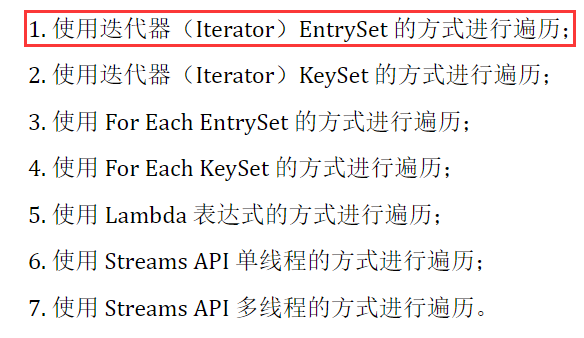 1. 使用迭代器（Iterator）EntrySet 的方式进行遍历；
2. 使用迭代器（Iterator）KeySet 的方式进行遍历；
3. 使用 For Each EntrySet 的方式进行遍历；
4. 使用 For Each KeySet 的方式进行遍历；
5. 使用 Lambda 表达式的方式进行遍历；
6. 使用 Streams API 单线程的方式进行遍历；
7. 使用 Streams API 多线程的方式进行遍历。